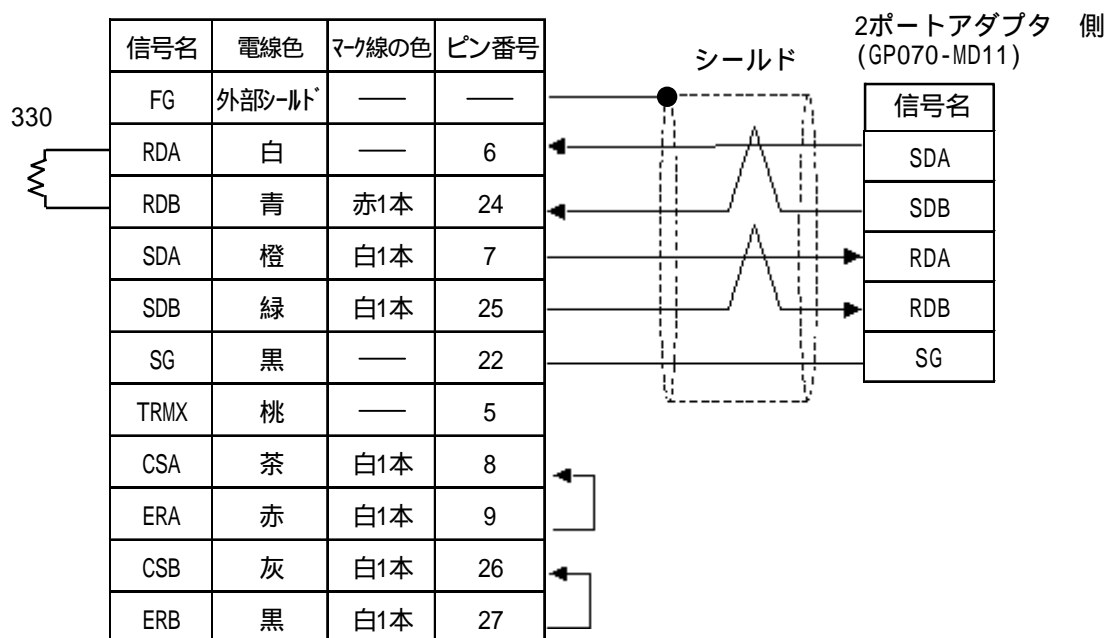 2ポートアダプタ 側
(GP070-MD11)
シールド
330
信号名 電線色 マーク線の色 ピン番号
FG 外部シールド ―― ――
RDA 白 ―― 6
RDB 青 赤1本 24
SDA 橙 白1本 7
SDB 緑 白1本 25
SG 黒 ―― 22
TRMX 桃 ―― 5
CSA 茶 白1本 8
ERA 赤 白1本 9
CSB 灰 白1本 26
ERB 黒 白1本 27
信号名
SDA
SDB
RDA
RDB
SG